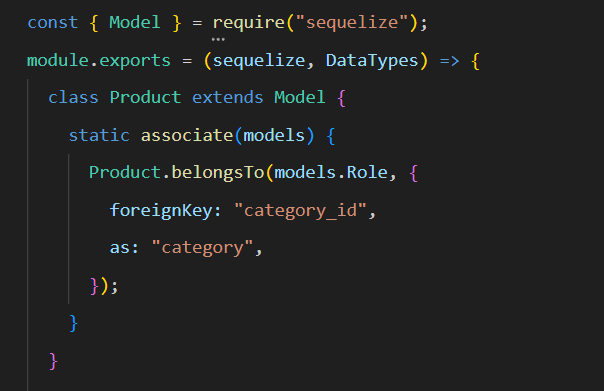 const { Model } = require("sequelize");
module.exports = (sequelize, DataTypes) => {
class Product extends Model {
static associate(models) {
Product.belongsTo(models.Role, {
foreignKey: "category_id",
as: "category",
});
}
}